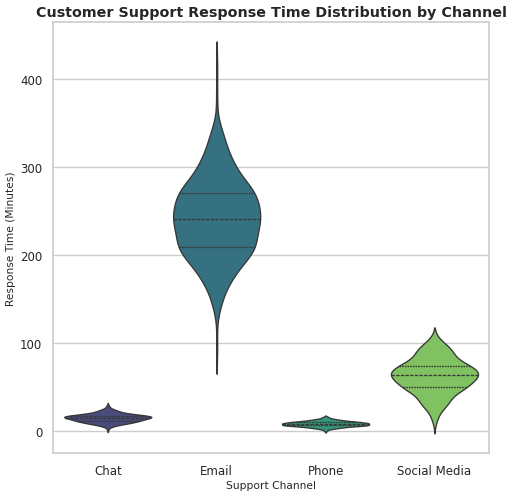 Customer Support Response Time Distribution by Channel
Response Time (Minutes)
400
300
200
100
0
Chat
Email
Phone
Social Media
Support Channel